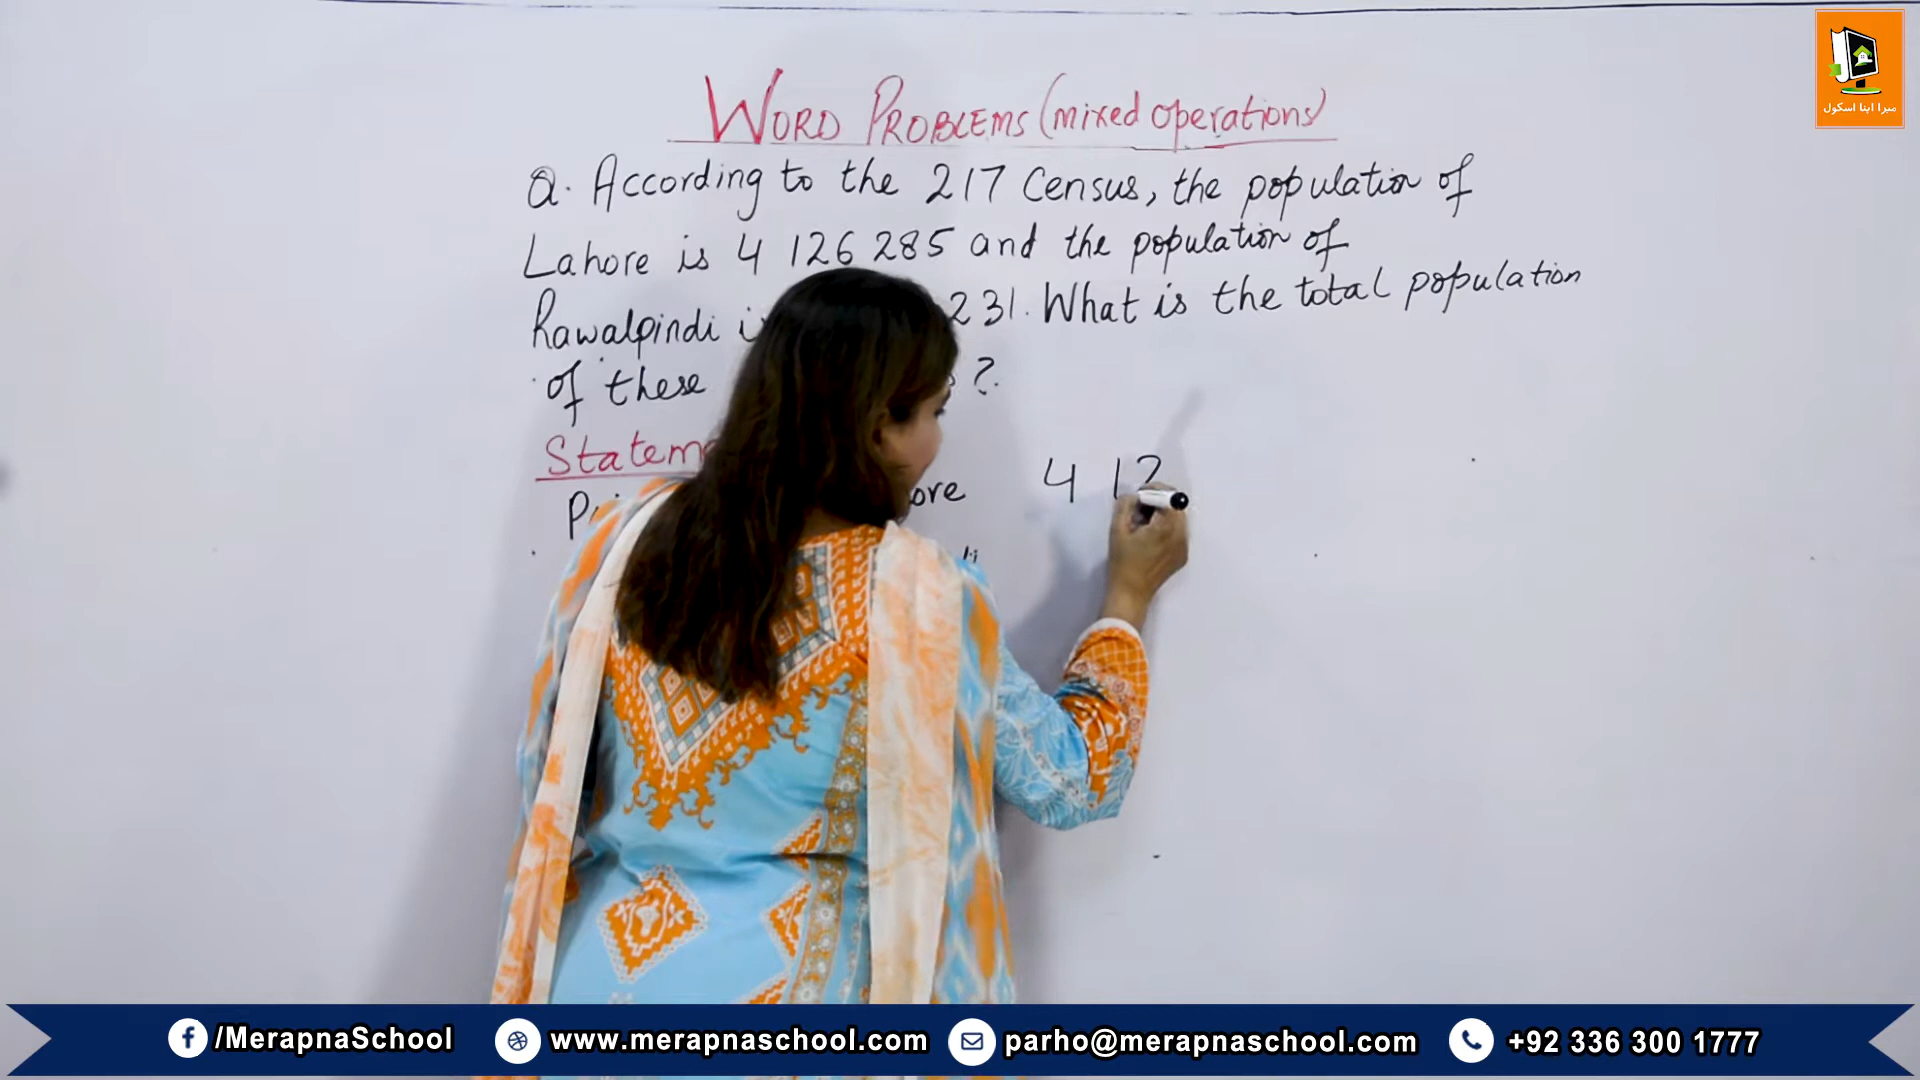 WORD PROBLEMS (mixed operations)
Q. According to the 217 Census, the population of
Lahore is 4 126 285 and the population of
Rawalpindi 231. What is the total population
of these ?
4 12
میرا اپنا اسکول
/MerapnaSchool
www.merapnaschool.com
parho@merapnaschool.com
+92 336 300 1777